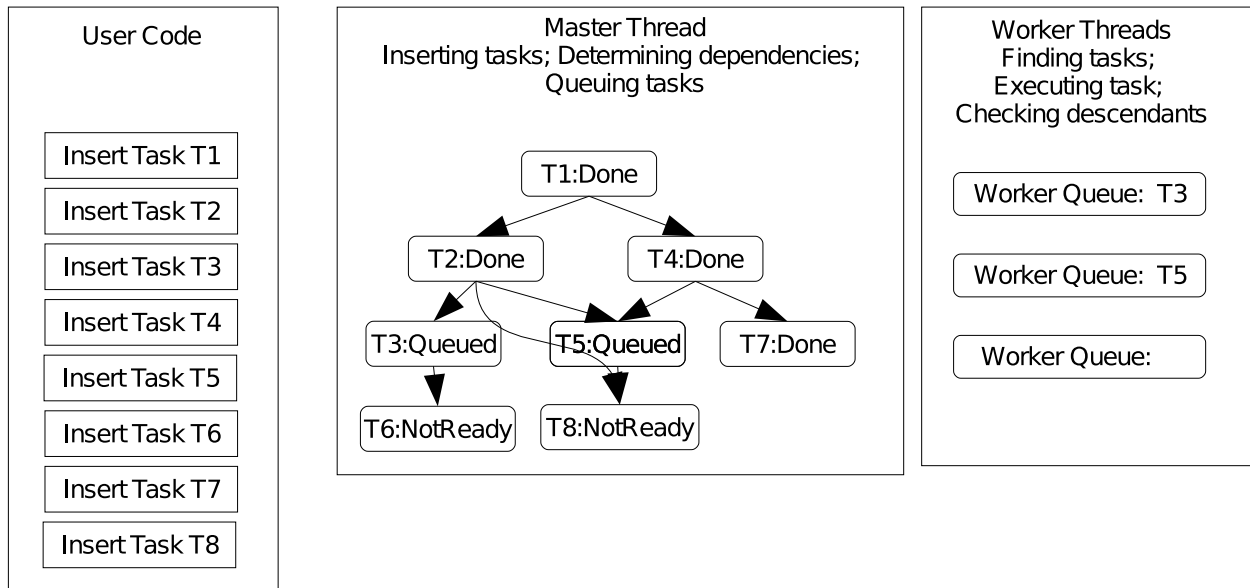 User Code
Insert Task T1
Insert Task T2
Insert Task T3
Insert Task T4
Insert Task T5
Insert Task T6
Insert Task T7
Insert Task T8
Master Thread
Inserting tasks; Determining dependencies;
Queuing tasks
T1:Done
T2:Done
T4:Done
T3:Queued
T5:Queued
T7:Done
T6:NotReady
T8:NotReady
Worker Threads
Finding tasks;
Executing task;
Checking descendants
Worker Queue: T3
Worker Queue: T5
Worker Queue: